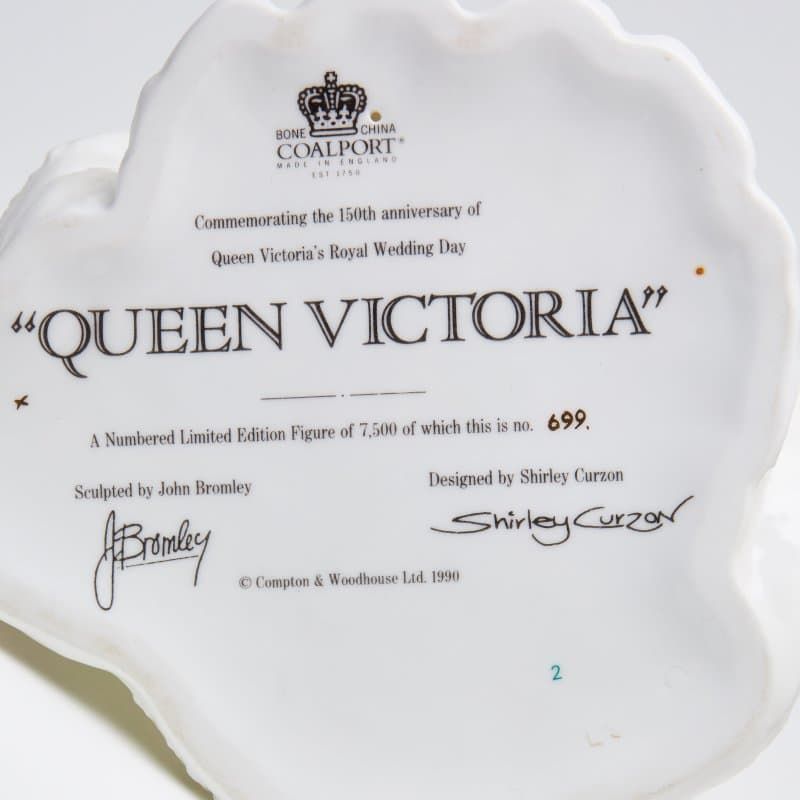 BONE CHINA
COALPORT®
MADE IN ENGLAND
EST 1750
Commemorating the 150th anniversary of
Queen Victoria's Royal Wedding Day
"QUEEN VICTORIA"
A Numbered Limited Edition Figure of 7,500 of which this is no. 699.
Sculpted by John Bromley
Designed by Shirley Curzon
J Bromley
Shirley Curzon
© Compton & Woodhouse Ltd. 1990
2